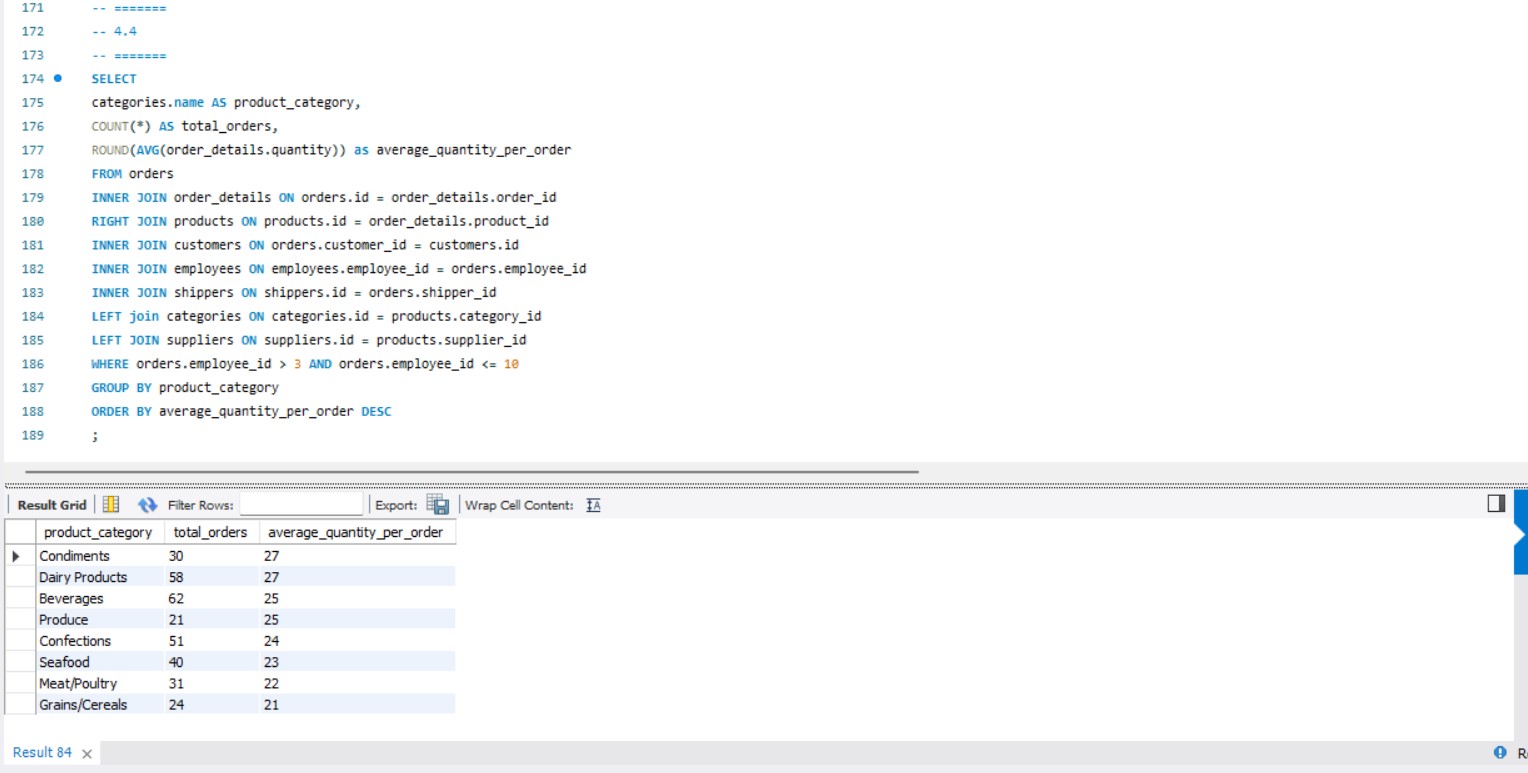 171 -- =======
172 -- 4.4
173 -- =======
174 SELECT
175 categories.name AS product_category,
176 COUNT(*) AS total_orders,
177 ROUND(AVG(order_details.quantity)) as average_quantity_per_order
178 FROM orders
179 INNER JOIN order_details ON orders.id = order_details.order_id
180 RIGHT JOIN products ON products.id = order_details.product_id
181 INNER JOIN customers ON orders.customer_id = customers.id
182 INNER JOIN employees ON employees.employee_id = orders.employee_id
183 INNER JOIN shippers ON shippers.id = orders.shipper_id
184 LEFT join categories ON categories.id = products.category_id
185 LEFT JOIN suppliers ON suppliers.id = products.supplier_id
186 WHERE orders.employee_id > 3 AND orders.employee_id <= 10
187 GROUP BY product_category
188 ORDER BY average_quantity_per_order DESC
189 ;
Result Grid Filter Rows: Export: Wrap Cell Content:
product_category total_orders average_quantity_per_order
Condiments 30 27
Dairy Products 58 27
Beverages 62 25
Produce 21 25
Confections 51 24
Seafood 40 23
Meat/Poultry 31 22
Grains/Cereals 24 21
Result 84